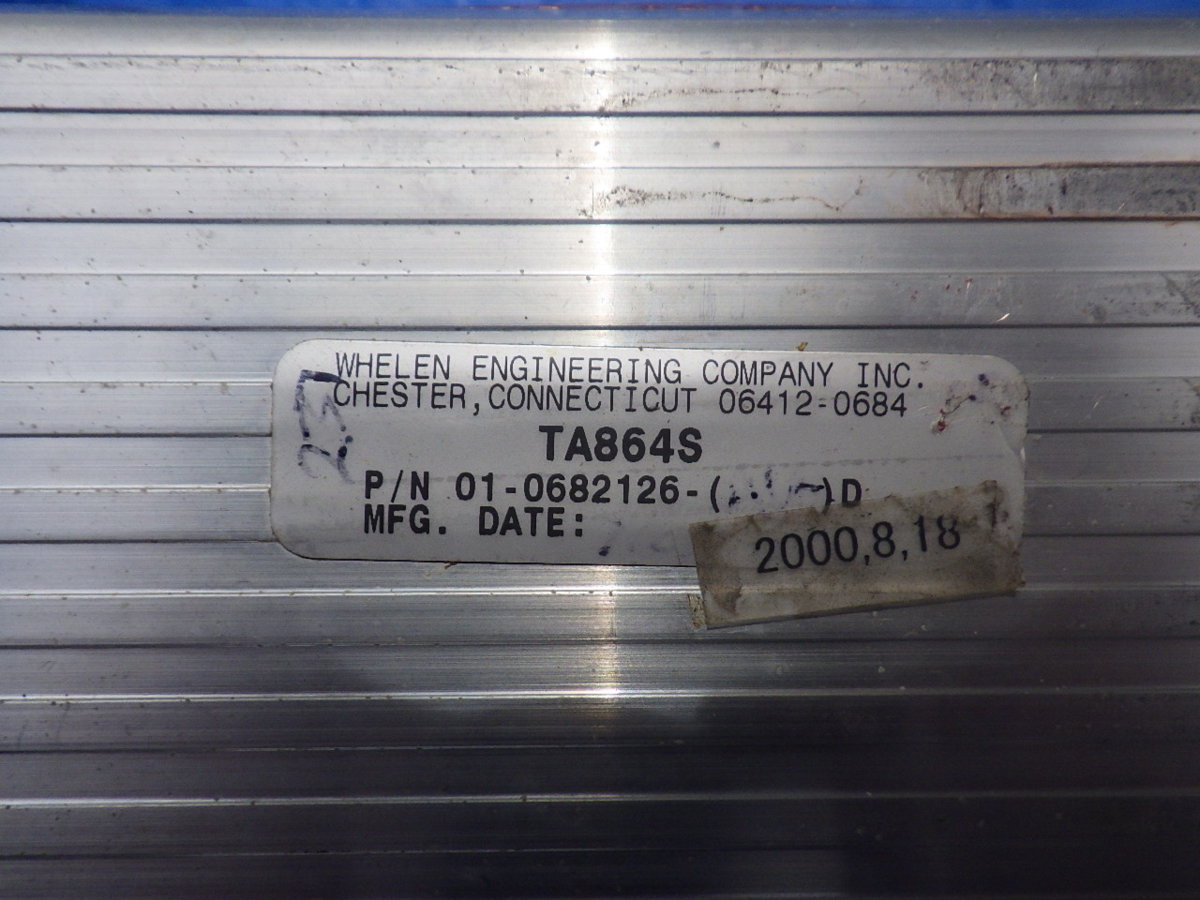 WHELEN ENGINEERING COMPANY INC.
CHESTER, CONNECTICUT 06412-0684
TA864S
P/N 01-0682126-( )D
MFG. DATE:
2000,8,18